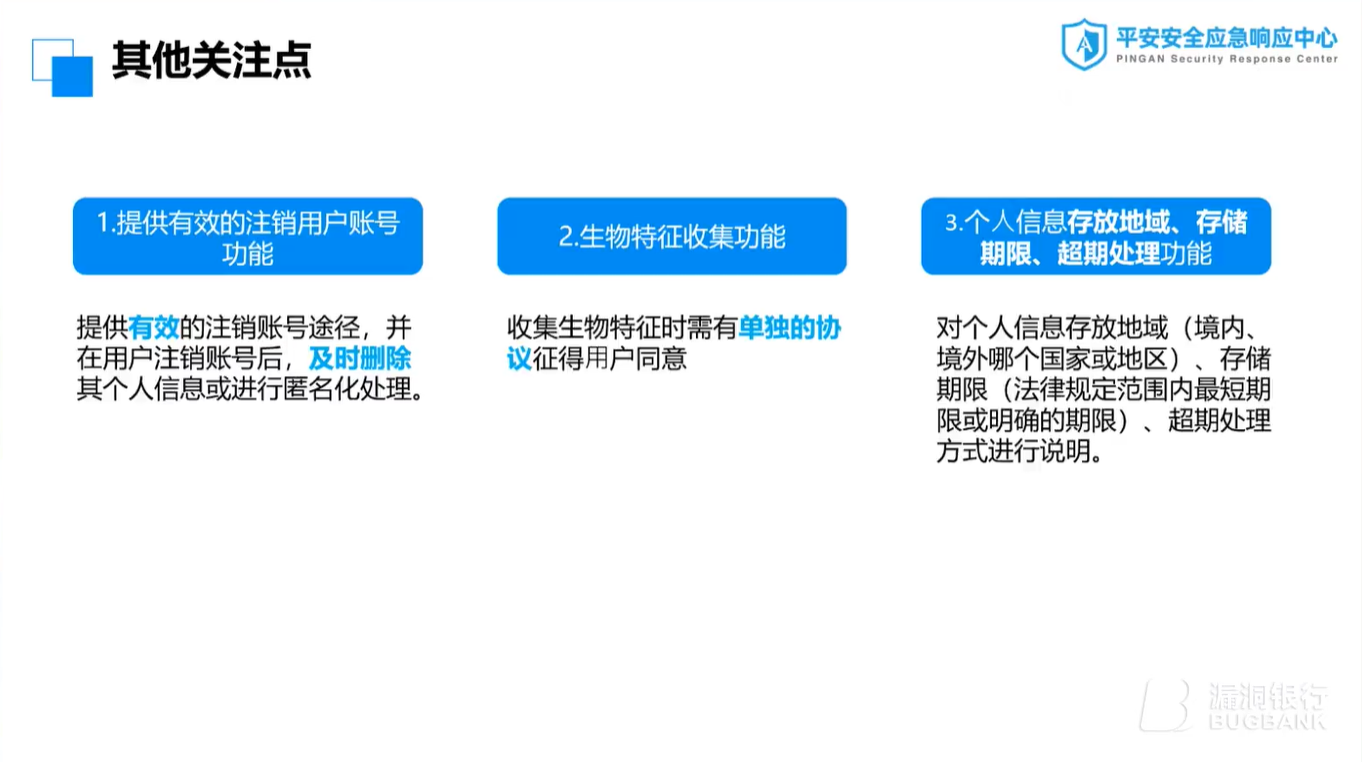 其他关注点
平安安全应急响应中心
PINGAN Security Response Center
1.提供有效的注销用户账号
功能
提供有效的注销账号途径，并
在用户注销账号后，及时删除
其个人信息或进行匿名化处理。
2.生物特征收集功能
收集生物特征时需有单独的协
议征得用户同意
3.个人信息存放地域、存储
期限、超期处理功能
对个人信息存放地域（境内、
境外哪个国家或地区）、存储
期限（法律规定范围内最短期
限或明确的期限）、超期处理
方式进行说明。
漏洞银行
BUGBANK